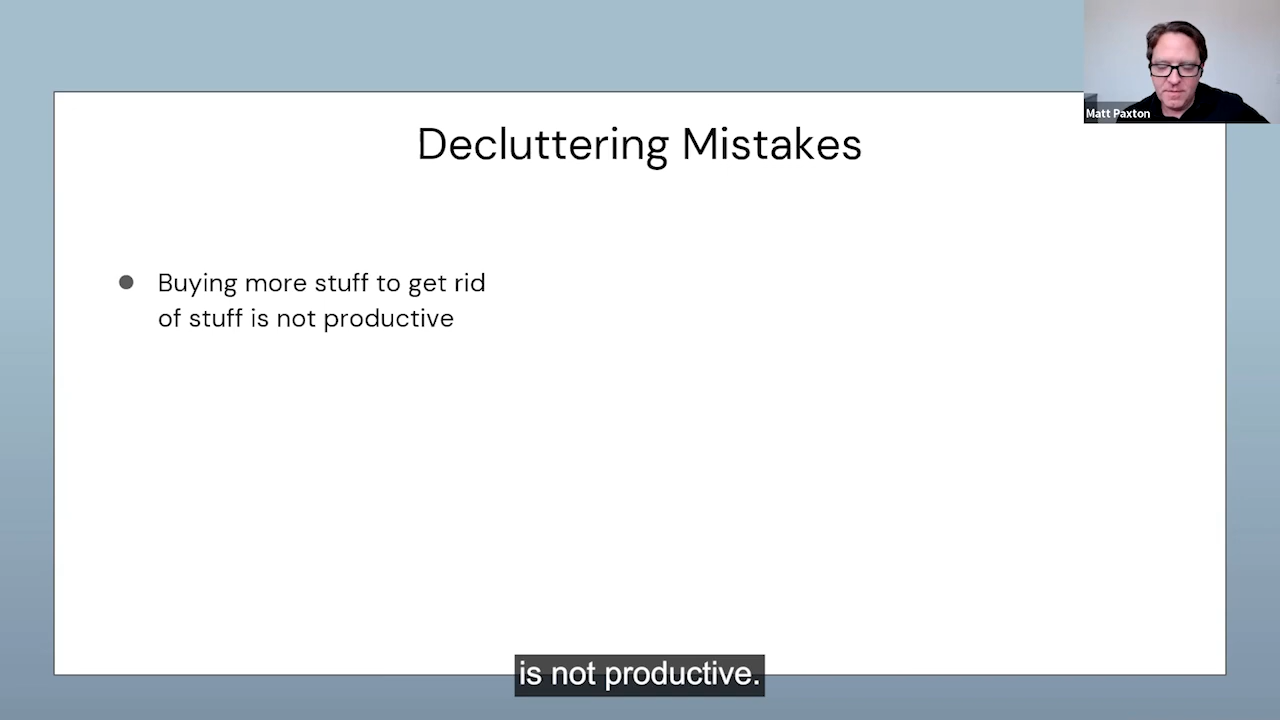 Matt Paxton
Decluttering Mistakes
Buying more stuff to get rid
of stuff is not productive
is not productive.